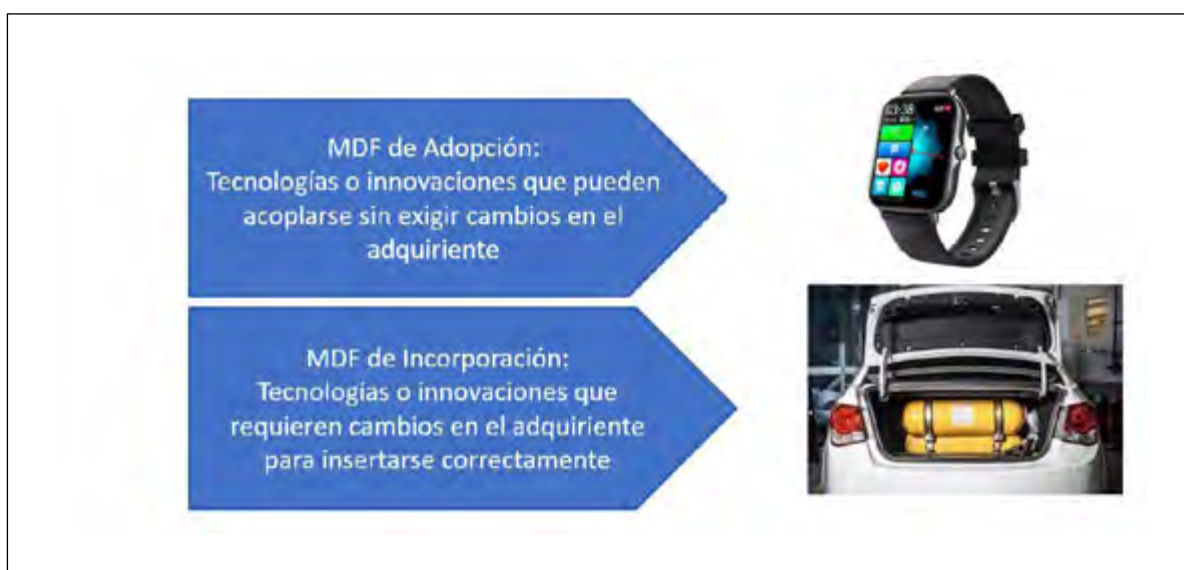 MDF de Adopción:
Tecnologías o innovaciones que pueden
acoplarse sin exigir cambios en el
adquiriente
MDF de Incorporación:
Tecnologías o innovaciones que
requieren cambios en el adquiriente
para insertarse correctamente